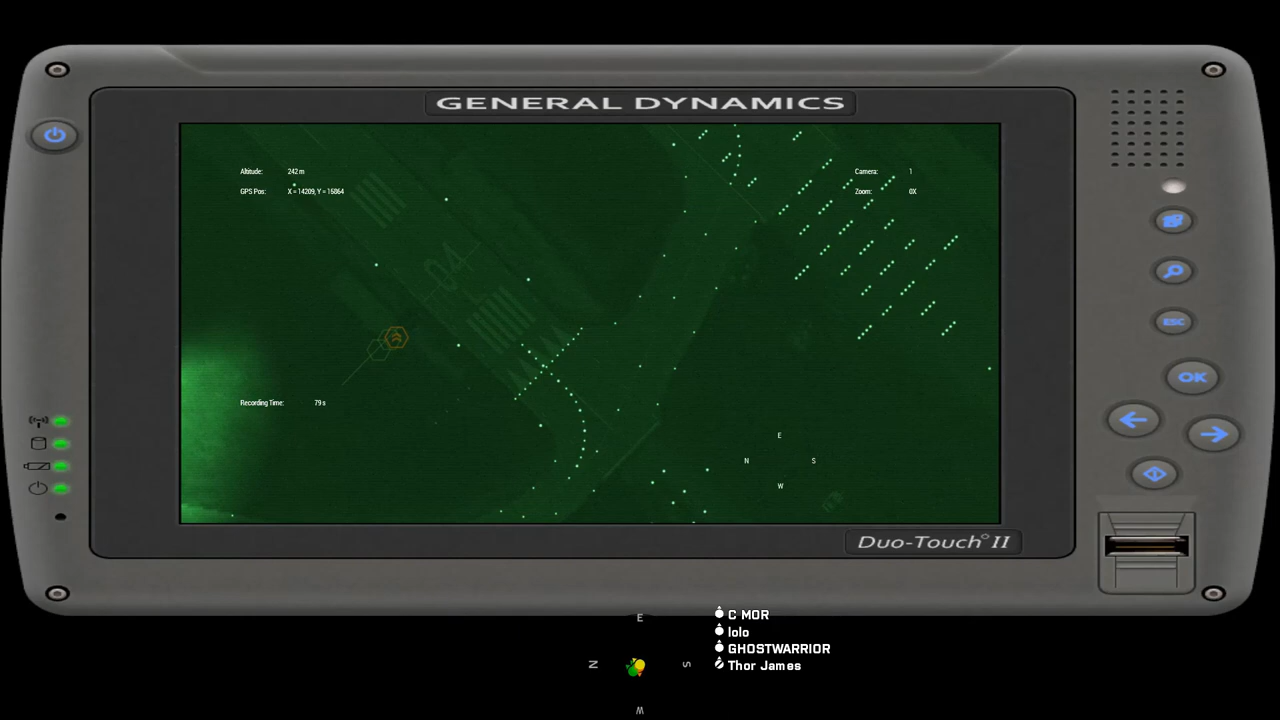 GENERAL DYNAMICS
Altitude: 242 m
GPS Pos: X = 14209, Y = 16864
Camera: 1
Zoom: 0X
04
Recording Time: 79 s
E
N S
W
ESC
OK
Duo-Touch° II
E
N S
W
C MOR
lolo
GHOSTWARRIOR
Thor James